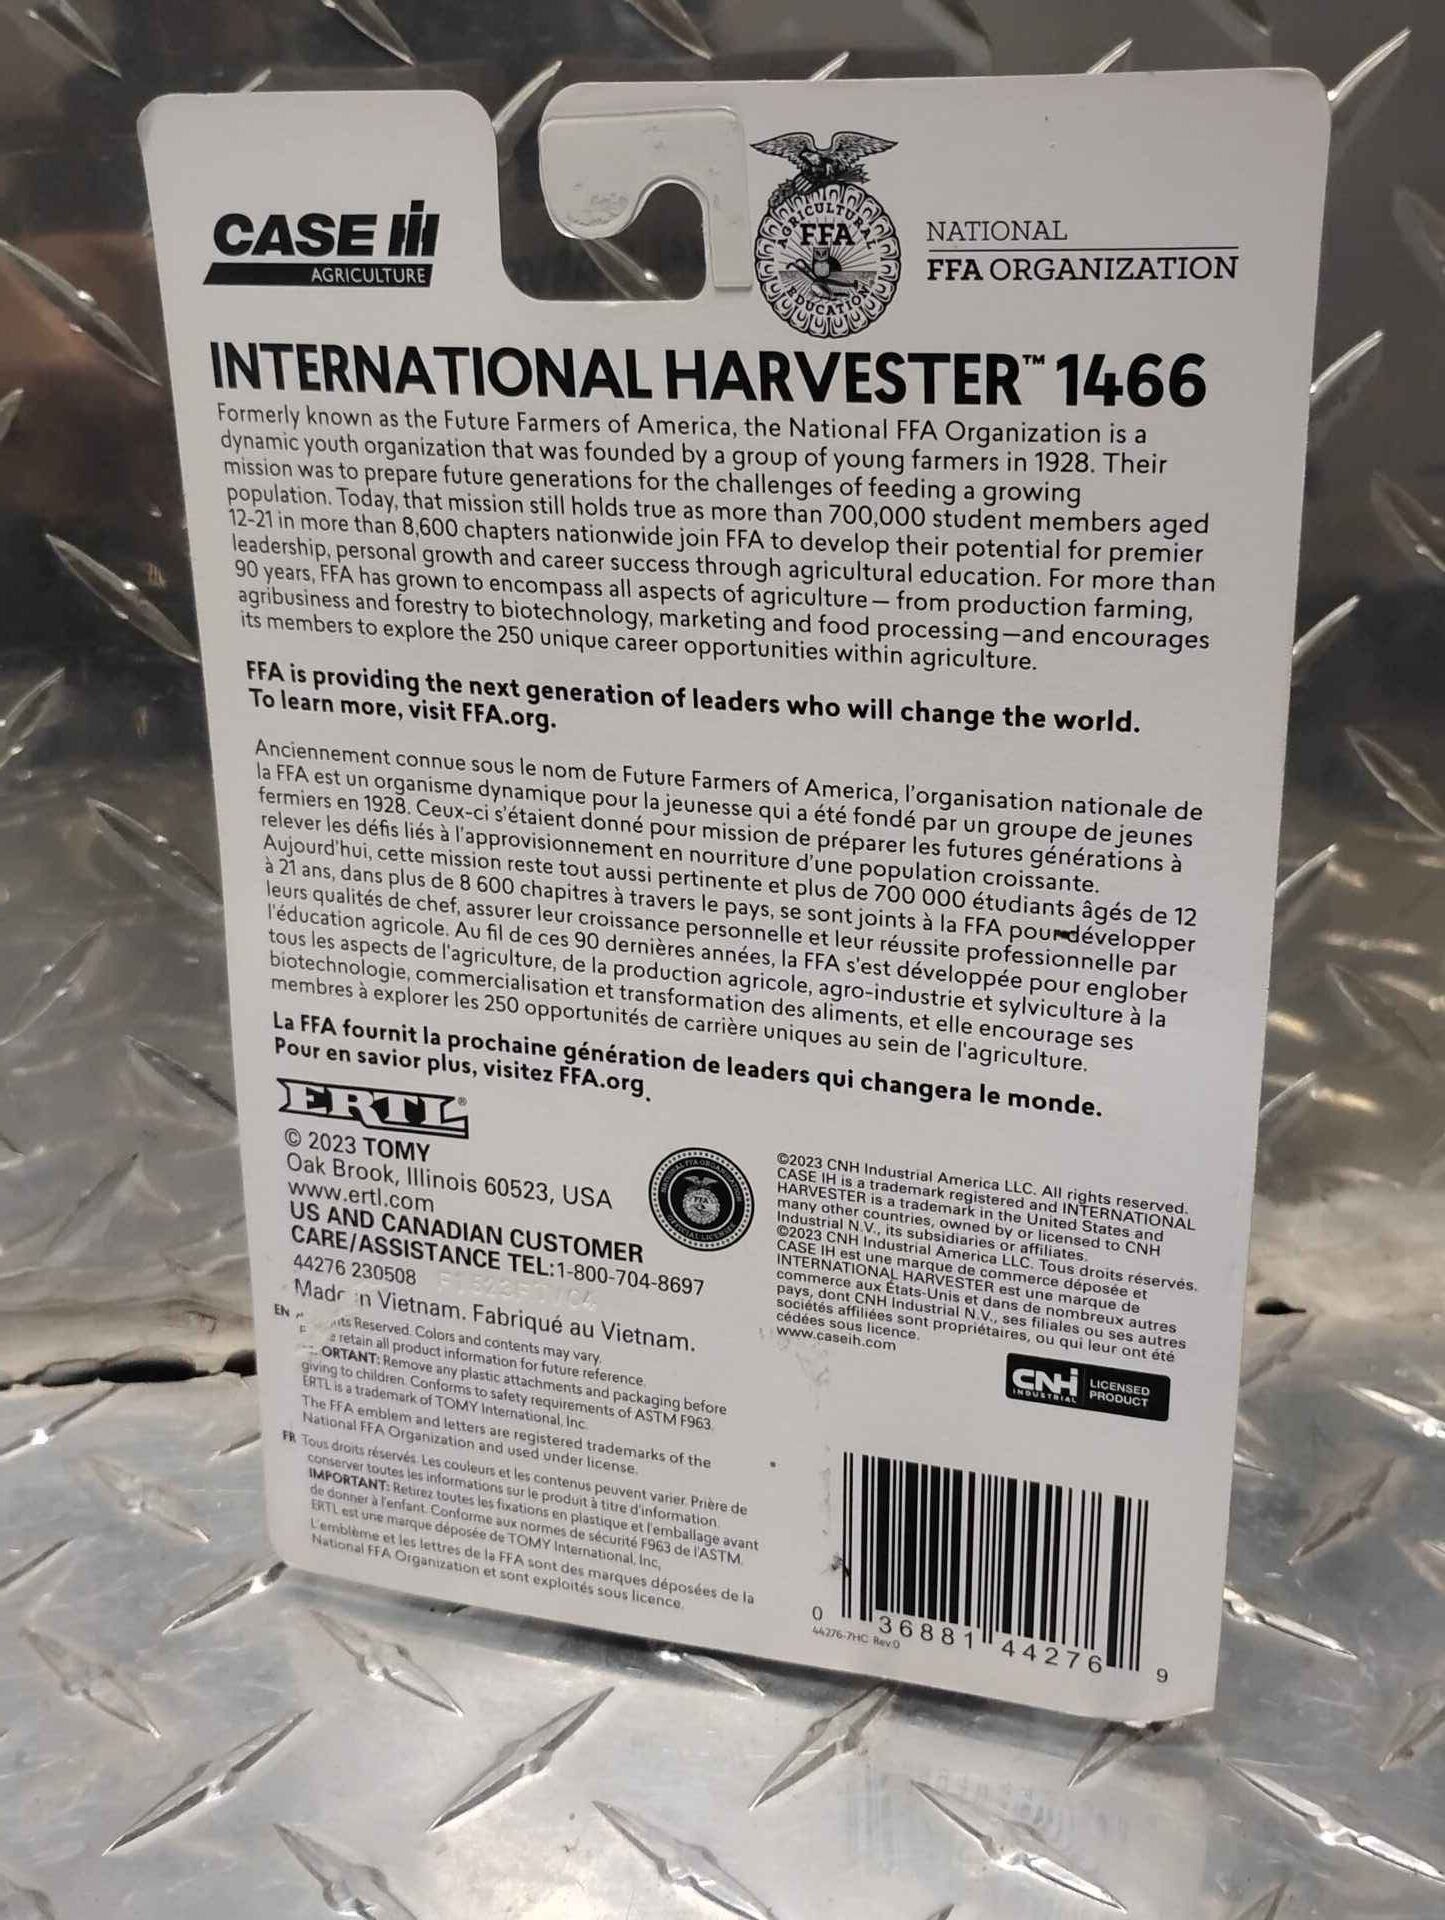 CASE IH
AGRICULTURE
AGRICULTURAL
FFA
EDUCATION
NATIONAL
FFA ORGANIZATION
INTERNATIONAL HARVESTER™ 1466
Formerly known as the Future Farmers of America, the National FFA Organization is a
dynamic youth organization that was founded by a group of young farmers in 1928. Their
mission was to prepare future generations for the challenges of feeding a growing
population. Today, that mission still holds true as more than 700,000 student members aged
12-21 in more than 8,600 chapters nationwide join FFA to develop their potential for premier
leadership, personal growth and career success through agricultural education. For more than
90 years, FFA has grown to encompass all aspects of agriculture— from production farming,
agribusiness and forestry to biotechnology, marketing and food processing—and encourages
its members to explore the 250 unique career opportunities within agriculture.
FFA is providing the next generation of leaders who will change the world.
To learn more, visit FFA.org.
Anciennement connue sous le nom de Future Farmers of America, l'organisation nationale de
la FFA est un organisme dynamique pour la jeunesse qui a été fondé par un groupe de jeunes
fermiers en 1928. Ceux-ci s'étaient donné pour mission de préparer les futures générations à
relever les défis liés à l'approvisionnement en nourriture d'une population croissante.
Aujourd'hui, cette mission reste tout aussi pertinente et plus de 700 000 étudiants âgés de 12
à 21 ans, dans plus de 8 600 chapitres à travers le pays, se sont joints à la FFA pour développer
leurs qualités de chef, assurer leur croissance personnelle et leur réussite professionnelle par
l'éducation agricole. Au fil de ces 90 dernières années, la FFA s'est développée pour englober
tous les aspects de l'agriculture, de la production agricole, agro-industrie et sylviculture à la
biotechnologie, commercialisation et transformation des aliments, et elle encourage ses
membres à explorer les 250 opportunités de carrière uniques au sein de l'agriculture.
La FFA fournit la prochaine génération de leaders qui changera le monde.
Pour en savior plus, visitez FFA.org.
ERTL®
© 2023 TOMY
Oak Brook, Illinois 60523, USA
www.ertl.com
US AND CANADIAN CUSTOMER
CARE/ASSISTANCE TEL:1-800-704-8697
44276 230508
Made in Vietnam. Fabriqué au Vietnam.
EN Reserved. Colors and contents may vary.
retain all product information for future reference.
ORTANT: Remove any plastic attachments and packaging before
giving to children. Conforms to safety requirements of ASTM F963.
ERTL is a trademark of TOMY International, Inc.
The FFA emblem and letters are registered trademarks of the
National FFA Organization and used under license.
FR Tous droits réservés. Les couleurs et les contenus peuvent varier. Prière de
conserver toutes les informations sur le produit à titre d'information.
IMPORTANT: Retirez toutes les fixations en plastique et l'emballage avant
de donner à l'enfant. Conforme aux normes de sécurité F963 de l'ASTM.
ERTL est une marque déposée de TOMY International, Inc,
L'emblème et les lettres de la FFA sont des marques déposées de la
National FFA Organization et sont exploités sous licence.
©2023 CNH Industrial America LLC. All rights reserved.
CASE IH is a trademark registered and INTERNATIONAL
HARVESTER is a trademark in the United States and
many other countries, owned by or licensed to CNH
Industrial N.V., its subsidiaries or affiliates.
©2023 CNH Industrial America LLC. Tous droits réservés.
CASE IH est une marque de commerce déposée et
INTERNATIONAL HARVESTER est une marque de
commerce aux États-Unis et dans de nombreux autres
pays, dont CNH Industrial N.V., ses filiales ou ses autres
sociétés affiliées sont propriétaires, ou qui leur ont été
cédées sous licence.
www.caseih.com
CNH
INDUSTRIAL
LICENSED
PRODUCT
0 36881 44276 9
44276-7HC Rev.0